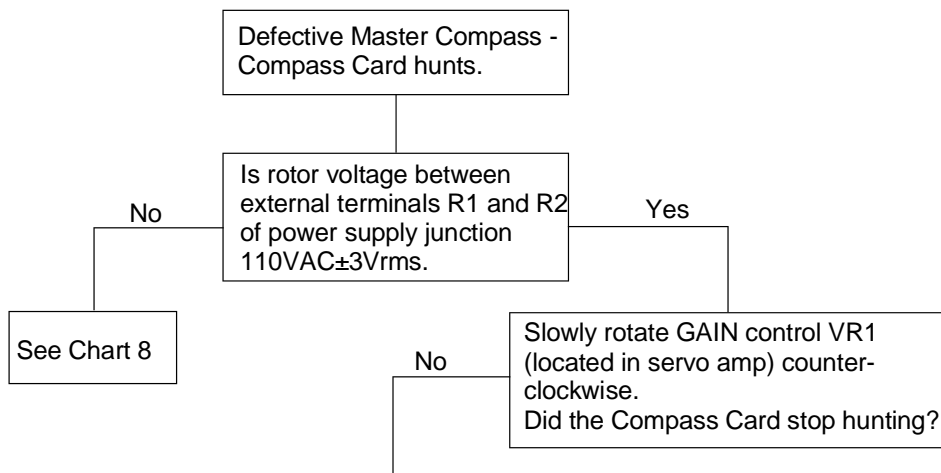 Defective Master Compass -
Compass Card hunts.
Is rotor voltage between
external terminals R1 and R2
of power supply junction
110VAC±3Vrms.
No
Yes
See Chart 8
Slowly rotate GAIN control VR1
(located in servo amp) counter-
clockwise.
Did the Compass Card stop hunting?
No